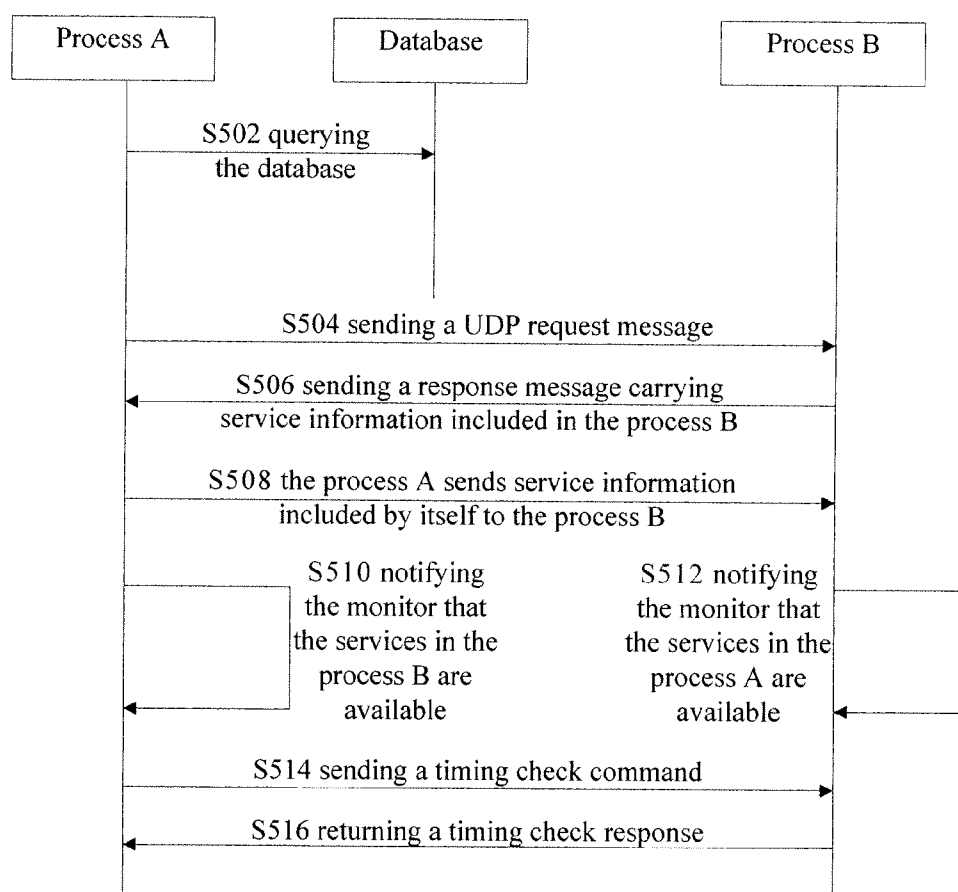 Process A
Database
Process B
S502 querying
the database
S504 sending a UDP request message
S506 sending a response message carrying
service information included in the process B
S508 the process A sends service information
included by itself to the process B
S510 notifying
the monitor that
the services in the
process B are
available
S512 notifying
the monitor that
the services in the
process A are
available
S514 sending a timing check command
S516 returning a timing check response